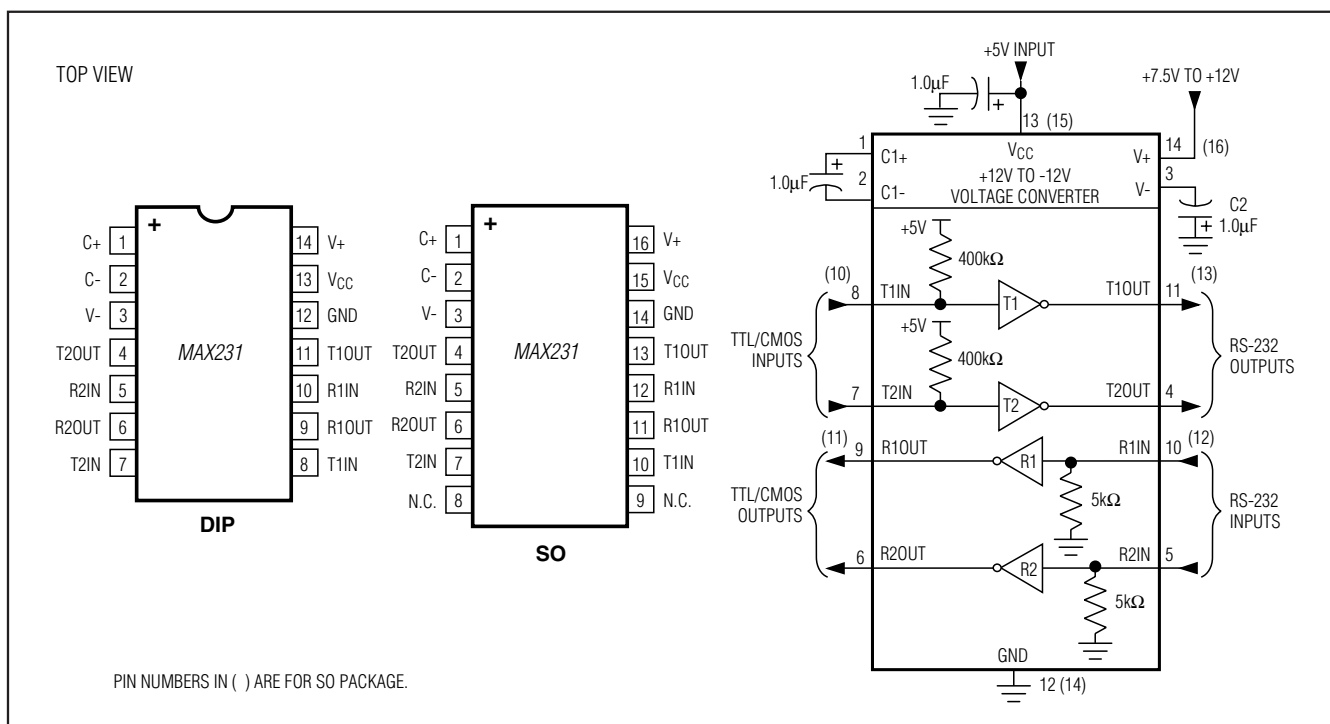 TOP VIEW
+
C+ 1
C- 2
V- 3
T2OUT 4
R2IN 5
R2OUT 6
T2IN 7
MAX231
14 V+
13 VCC
12 GND
11 T1OUT
10 R1IN
9 R1OUT
8 T1IN
DIP
+
C+ 1
C- 2
V- 3
T2OUT 4
R2IN 5
R2OUT 6
T2IN 7
N.C. 8
MAX231
16 V+
15 VCC
14 GND
13 T1OUT
12 R1IN
11 R1OUT
10 T1IN
9 N.C.
SO
PIN NUMBERS IN ( ) ARE FOR SO PACKAGE.
+5V INPUT
1.0µF
+
+7.5V TO +12V
13 (15)
VCC
1
C1+
+
1.0µF
2
C1-
+12V TO -12V
VOLTAGE CONVERTER
14 (16)
V+
3
V-
C2
1.0µF
+
+5V
400kΩ
(10)
8 T1IN
T1
T1OUT 11
(13)
+5V
400kΩ
TTL/CMOS
INPUTS
RS-232
OUTPUTS
7 T2IN
T2
T2OUT 4
(11)
9 R1OUT
R1
R1IN 10
(12)
5kΩ
TTL/CMOS
OUTPUTS
RS-232
INPUTS
6 R2OUT
R2
R2IN 5
5kΩ
GND
12 (14)